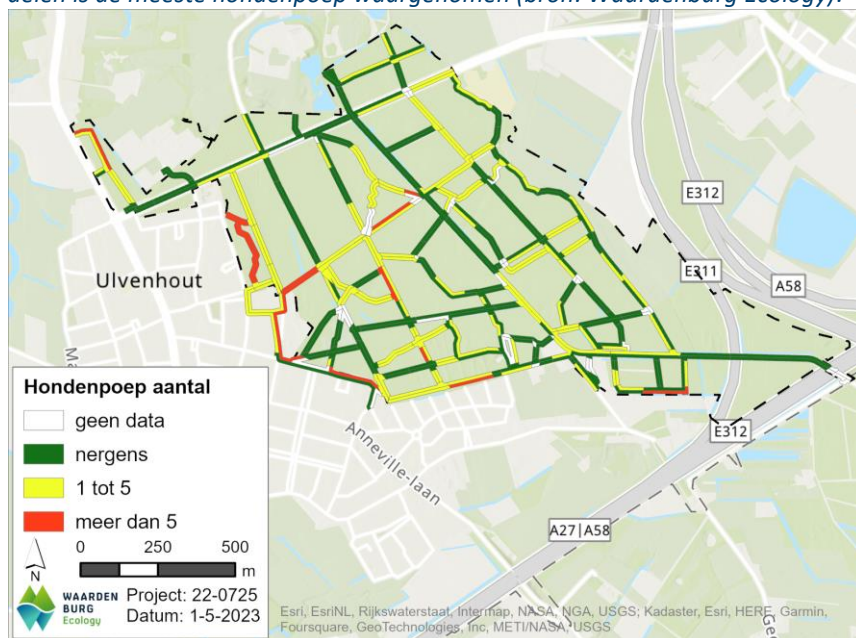 delen is de meeste hondenpoep waargenomen (bron: Waardenburg Ecology).
E312
E311
A58
Ulvenhout
Hondenpoep aantal
geen data
nergens
1 tot 5
meer dan 5
0 250 500
m
N
WAARDEN
BURG
Ecology
Project: 22-0725
Datum: 1-5-2023
Anneville-laan
E312
A27|A58
Esri, EsriNL, Rijkswaterstaat, Intermap, NASA, NGA, USGS; Kadaster, Esri, HERE, Garmin,
Foursquare, GeoTechnologies, Inc, METI/NASA, USGS